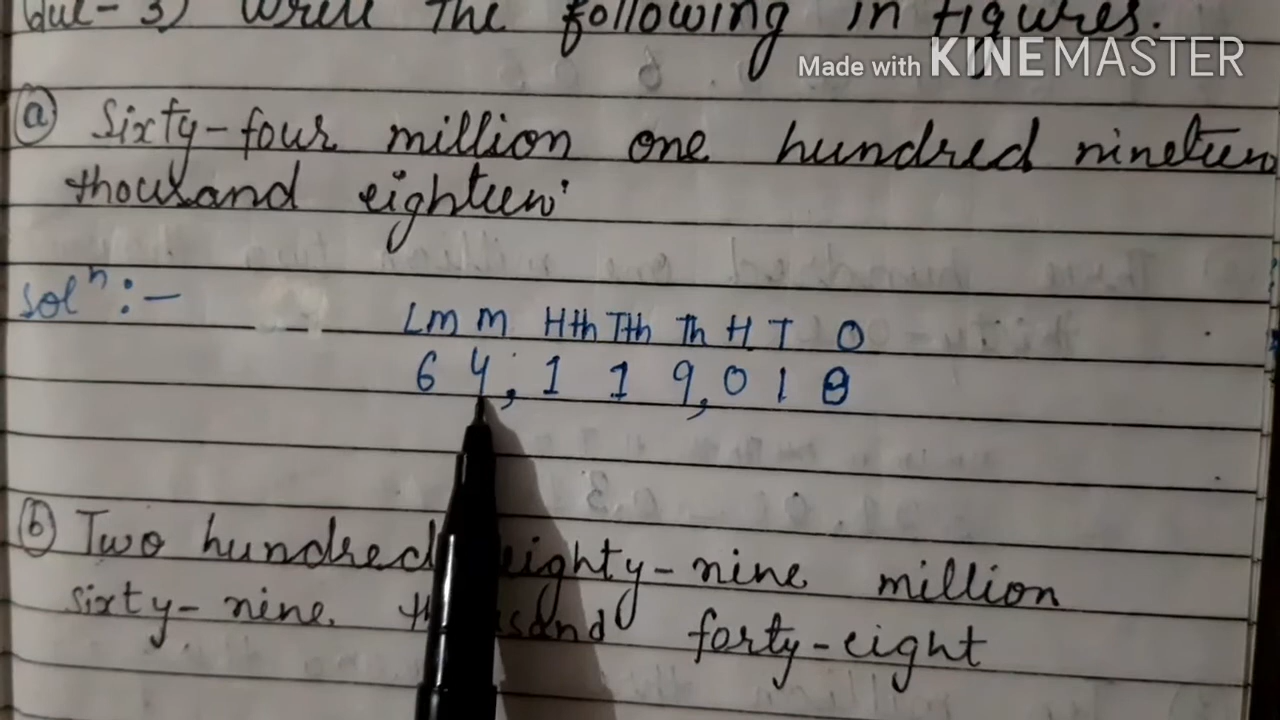 Qul-3) Write the following in figures.
Made with KINEMASTER
(a) Sixty-four million one hundred nineteen
thousand eighteen.
Solⁿ:-
LM M Hth Tth Th H T O
6 4, 1 1 9, 0 1 8
(b) Two hundred eighty-nine million
sixty-nine forty-eight